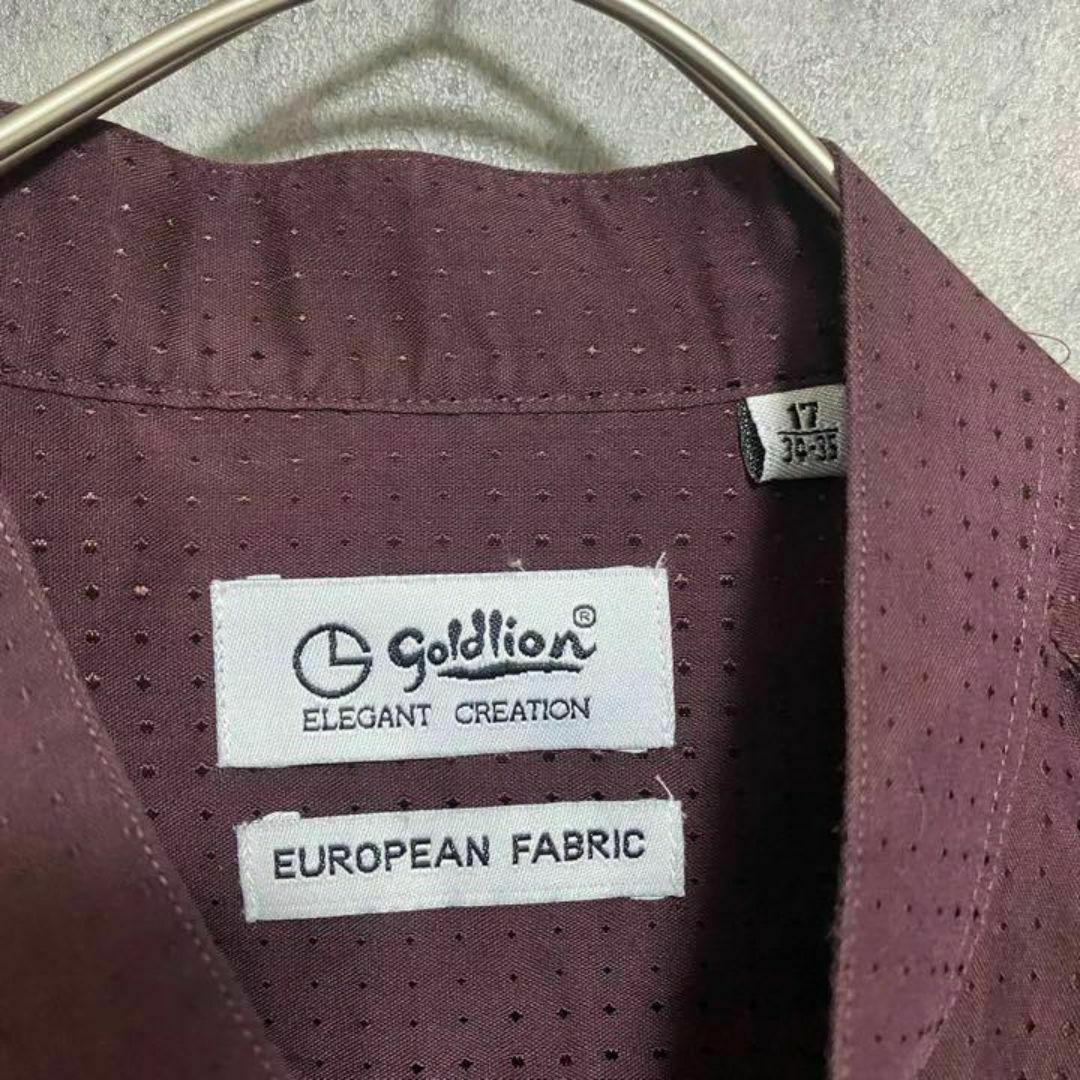 17
34-35
goldlion®
ELEGANT CREATION
EUROPEAN FABRIC